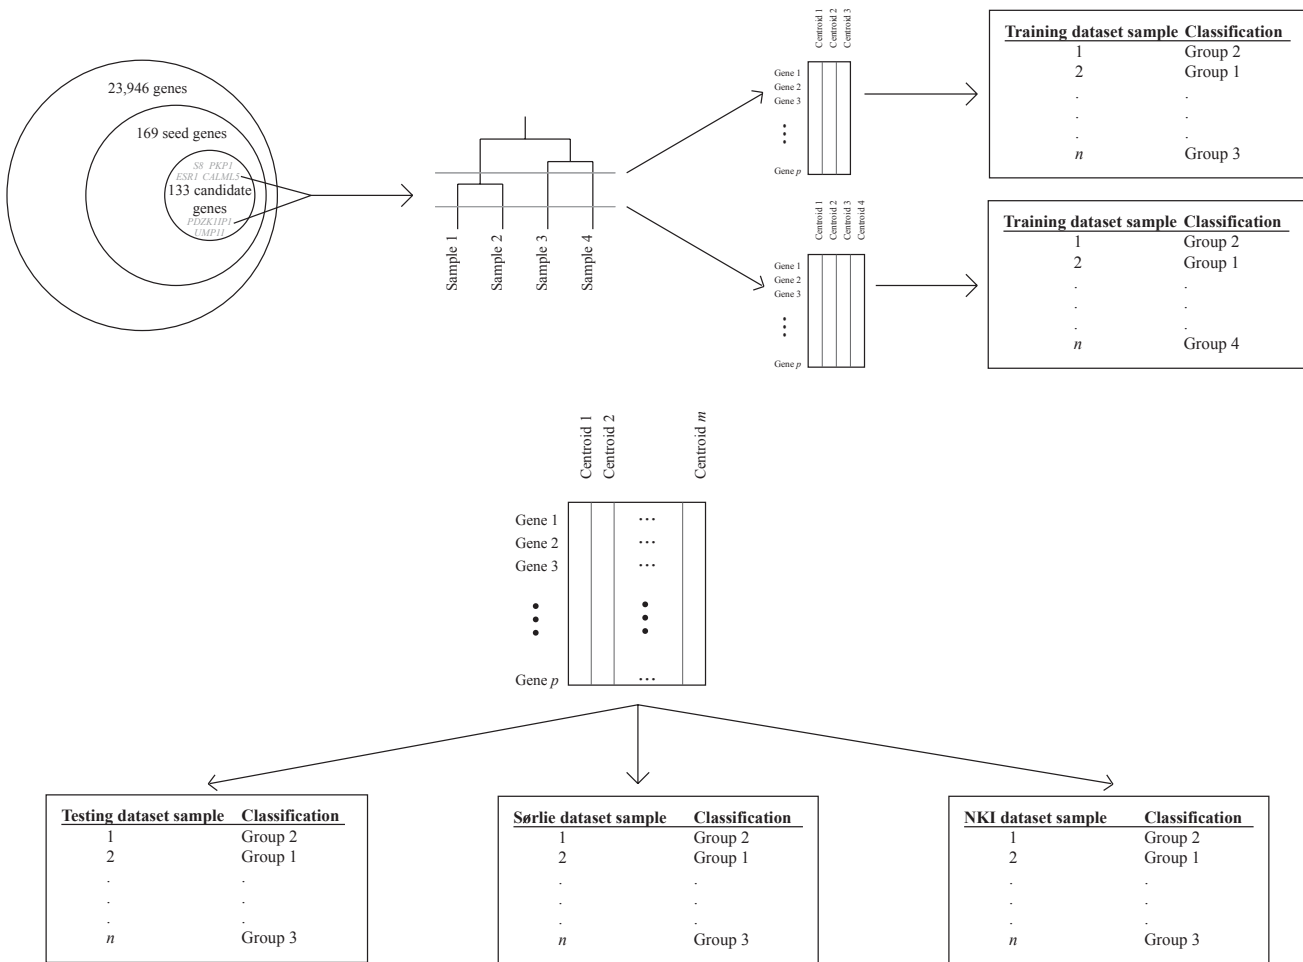 23,946 genes
169 seed genes
S8 PKP1
ESR1 CALML5
133 candidate
genes
PDZK1IP1
UMP11
Sample 1
Sample 2
Sample 3
Sample 4
Centroid 1
Centroid 2
Centroid 3
Gene 1
Gene 2
Gene 3
Gene p
Training dataset sample Classification
1 Group 2
2 Group 1
. .
. .
. .
n Group 3
Centroid 1
Centroid 2
Centroid 3
Centroid 4
Gene 1
Gene 2
Gene 3
Gene p
Training dataset sample Classification
1 Group 2
2 Group 1
. .
. .
. .
n Group 4
Centroid 1
Centroid 2
Centroid m
Gene 1 ...
Gene 2 ...
Gene 3 ...
Gene p ...
Testing dataset sample Classification
1 Group 2
2 Group 1
. .
. .
. .
n Group 3
Sørlie dataset sample Classification
1 Group 2
2 Group 1
. .
. .
. .
n Group 3
NKI dataset sample Classification
1 Group 2
2 Group 1
. .
. .
. .
n Group 3